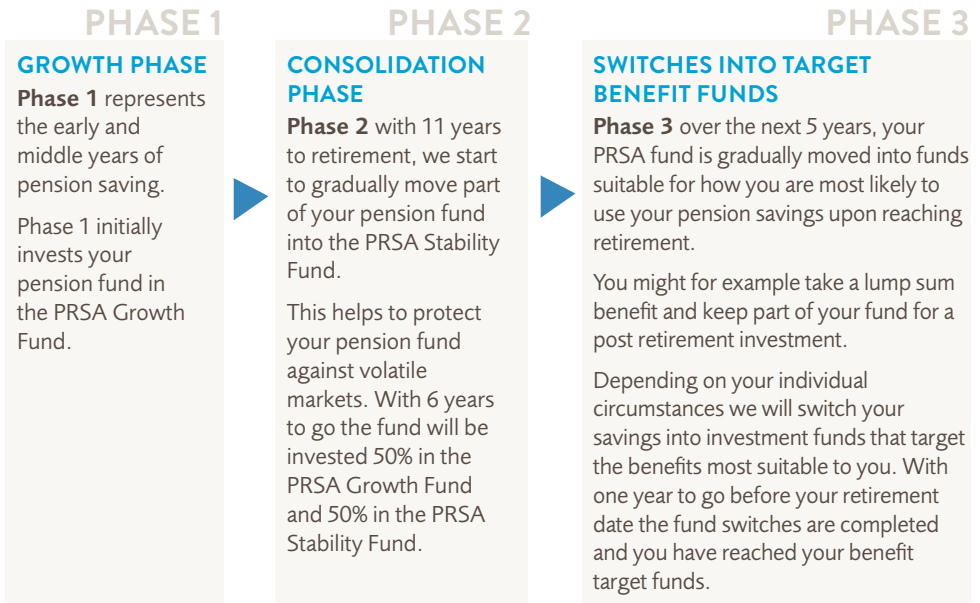 PHASE 1
GROWTH PHASE
Phase 1 represents
the early and
middle years of
pension saving.
Phase 1 initially
invests your
pension fund in
the PRSA Growth
Fund.
PHASE 2
CONSOLIDATION
PHASE
Phase 2 with 11 years
to retirement, we start
to gradually move part
of your pension fund
into the PRSA Stability
Fund.
This helps to protect
your pension fund
against volatile
markets. With 6 years
to go the fund will be
invested 50% in the
PRSA Growth Fund
and 50% in the PRSA
Stability Fund.
PHASE 3
SWITCHES INTO TARGET
BENEFIT FUNDS
Phase 3 over the next 5 years, your
PRSA fund is gradually moved into funds
suitable for how you are most likely to
use your pension savings upon reaching
retirement.
You might for example take a lump sum
benefit and keep part of your fund for a
post retirement investment.
Depending on your individual
circumstances we will switch your
savings into investment funds that target
the benefits most suitable to you. With
one year to go before your retirement
date the fund switches are completed
and you have reached your benefit
target funds.